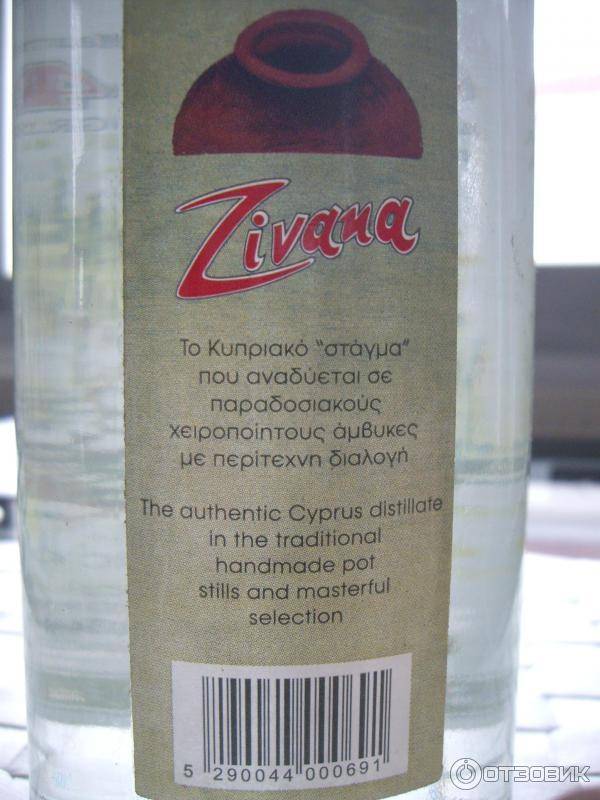 Zivana
Το Κυπριακό "στάγμα"
που αναδύεται σε
παραδοσιακούς
χειροποίητους άμβυκες
με περίτεχνη διαλογή
The authentic Cyprus distillate
in the traditional
handmade pot
stills and masterful
selection
5 290044 000691
ОТЗОВИК